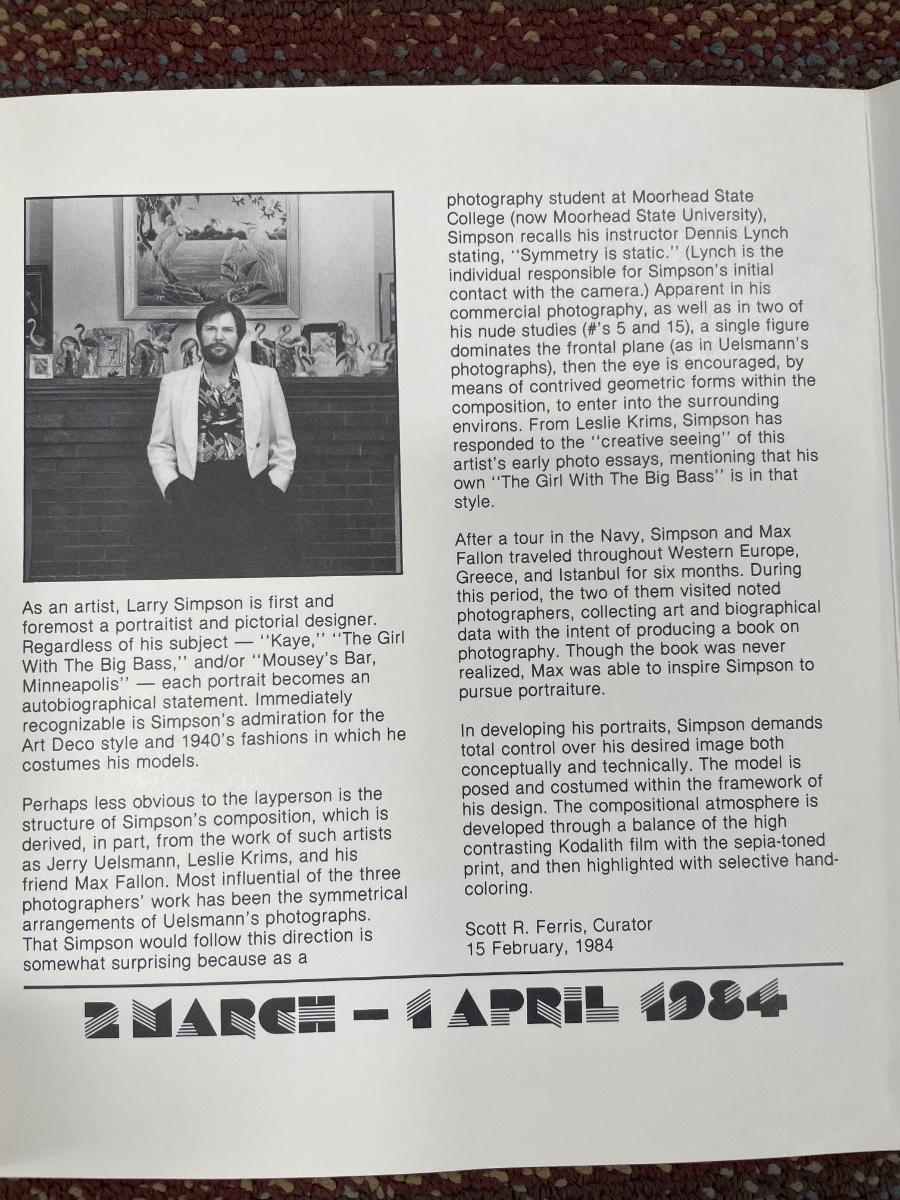 As an artist, Larry Simpson is first and
foremost a portraitist and pictorial designer.
Regardless of his subject — “Kaye,” “The Girl
With The Big Bass,” and/or “Mousey’s Bar,
Minneapolis” — each portrait becomes an
autobiographical statement. Immediately
recognizable is Simpson’s admiration for the
Art Deco style and 1940’s fashions in which he
costumes his models.
Perhaps less obvious to the layperson is the
structure of Simpson’s composition, which is
derived, in part, from the work of such artists
as Jerry Uelsmann, Leslie Krims, and his
friend Max Fallon. Most influential of the three
photographers’ work has been the symmetrical
arrangements of Uelsmann’s photographs.
That Simpson would follow this direction is
somewhat surprising because as a
photography student at Moorhead State
College (now Moorhead State University),
Simpson recalls his instructor Dennis Lynch
stating, “Symmetry is static.” (Lynch is the
individual responsible for Simpson’s initial
contact with the camera.) Apparent in his
commercial photography, as well as in two of
his nude studies (#’s 5 and 15), a single figure
dominates the frontal plane (as in Uelsmann’s
photographs), then the eye is encouraged, by
means of contrived geometric forms within the
composition, to enter into the surrounding
environs. From Leslie Krims, Simpson has
responded to the “creative seeing” of this
artist’s early photo essays, mentioning that his
own “The Girl With The Big Bass” is in that
style.
After a tour in the Navy, Simpson and Max
Fallon traveled throughout Western Europe,
Greece, and Istanbul for six months. During
this period, the two of them visited noted
photographers, collecting art and biographical
data with the intent of producing a book on
photography. Though the book was never
realized, Max was able to inspire Simpson to
pursue portraiture.
In developing his portraits, Simpson demands
total control over his desired image both
conceptually and technically. The model is
posed and costumed within the framework of
his design. The compositional atmosphere is
developed through a balance of the high
contrasting Kodalith film with the sepia-toned
print, and then highlighted with selective hand-
coloring.
Scott R. Ferris, Curator
15 February, 1984
2 MARCH — 1 APRIL 1984